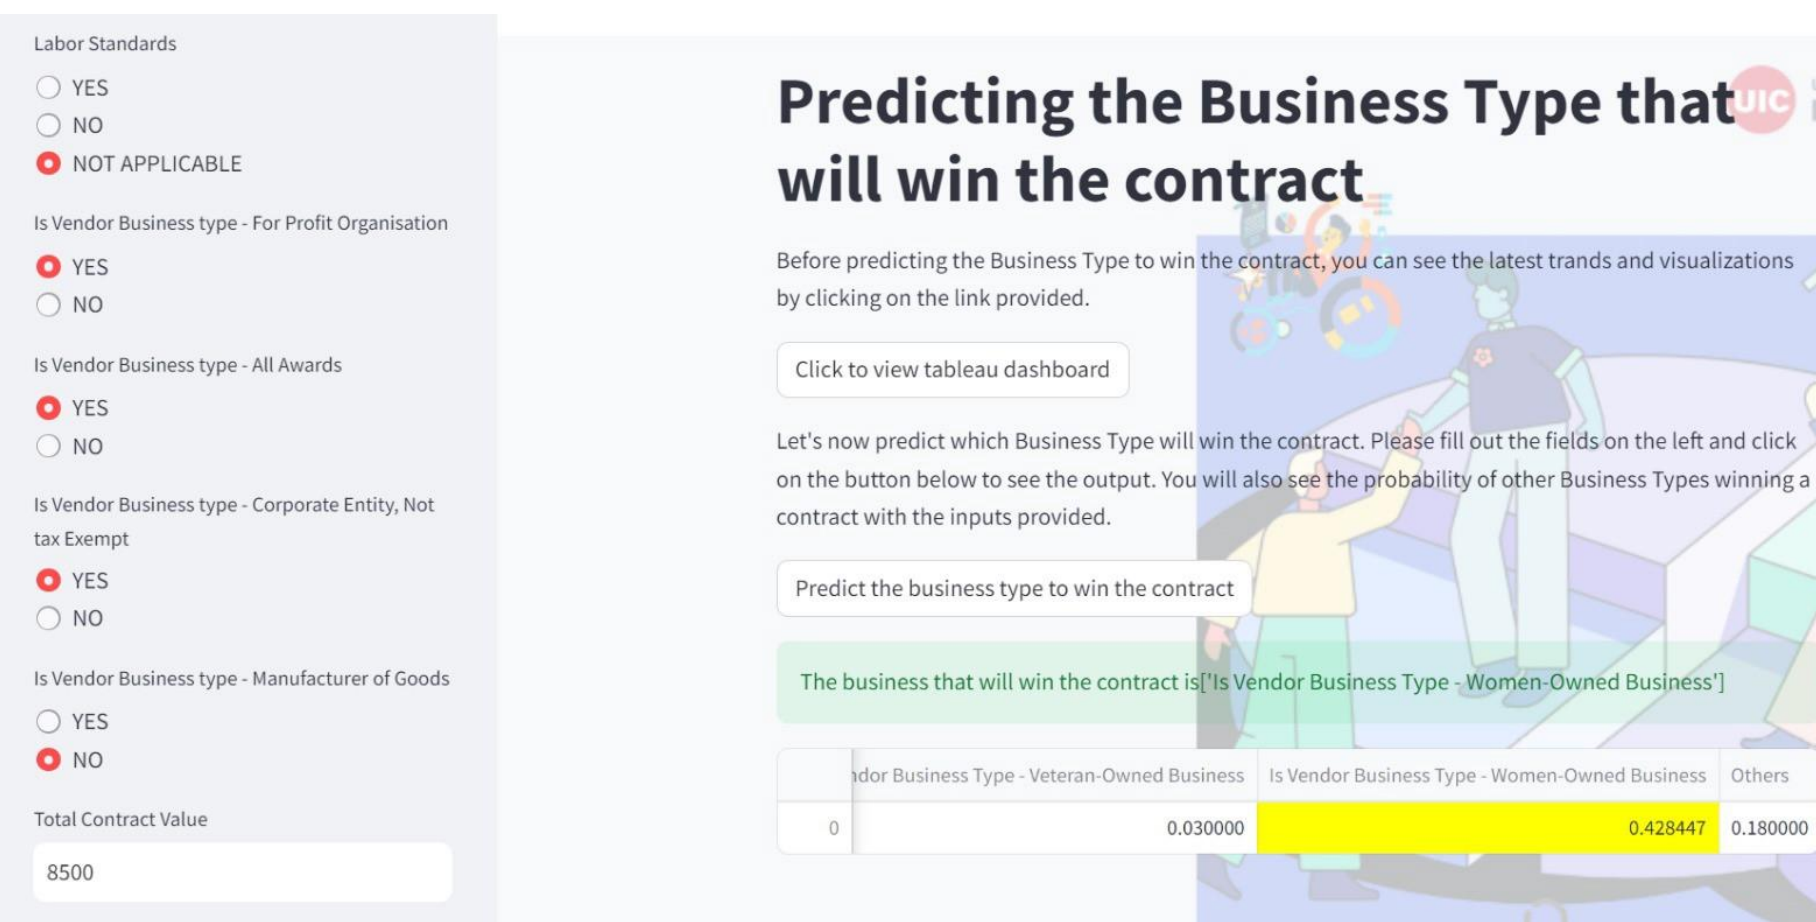 Labor Standards
YES
NO
NOT APPLICABLE
Is Vendor Business type - For Profit Organisation
YES
NO
Is Vendor Business type - All Awards
YES
NO
Is Vendor Business type - Corporate Entity, Not
tax Exempt
YES
NO
Is Vendor Business type - Manufacturer of Goods
YES
NO
Total Contract Value
8500
Predicting the Business Type that
will win the contract
UIC
Before predicting the Business Type to win the contract, you can see the latest trands and visualizations
by clicking on the link provided.
Click to view tableau dashboard
Let's now predict which Business Type will win the contract. Please fill out the fields on the left and click
on the button below to see the output. You will also see the probability of other Business Types winning a
contract with the inputs provided.
Predict the business type to win the contract
The business that will win the contract is['Is Vendor Business Type - Women-Owned Business']
Business Type - Veteran-Owned Business Is Vendor Business Type - Women-Owned Business Others
0 0.030000 0.428447 0.180000